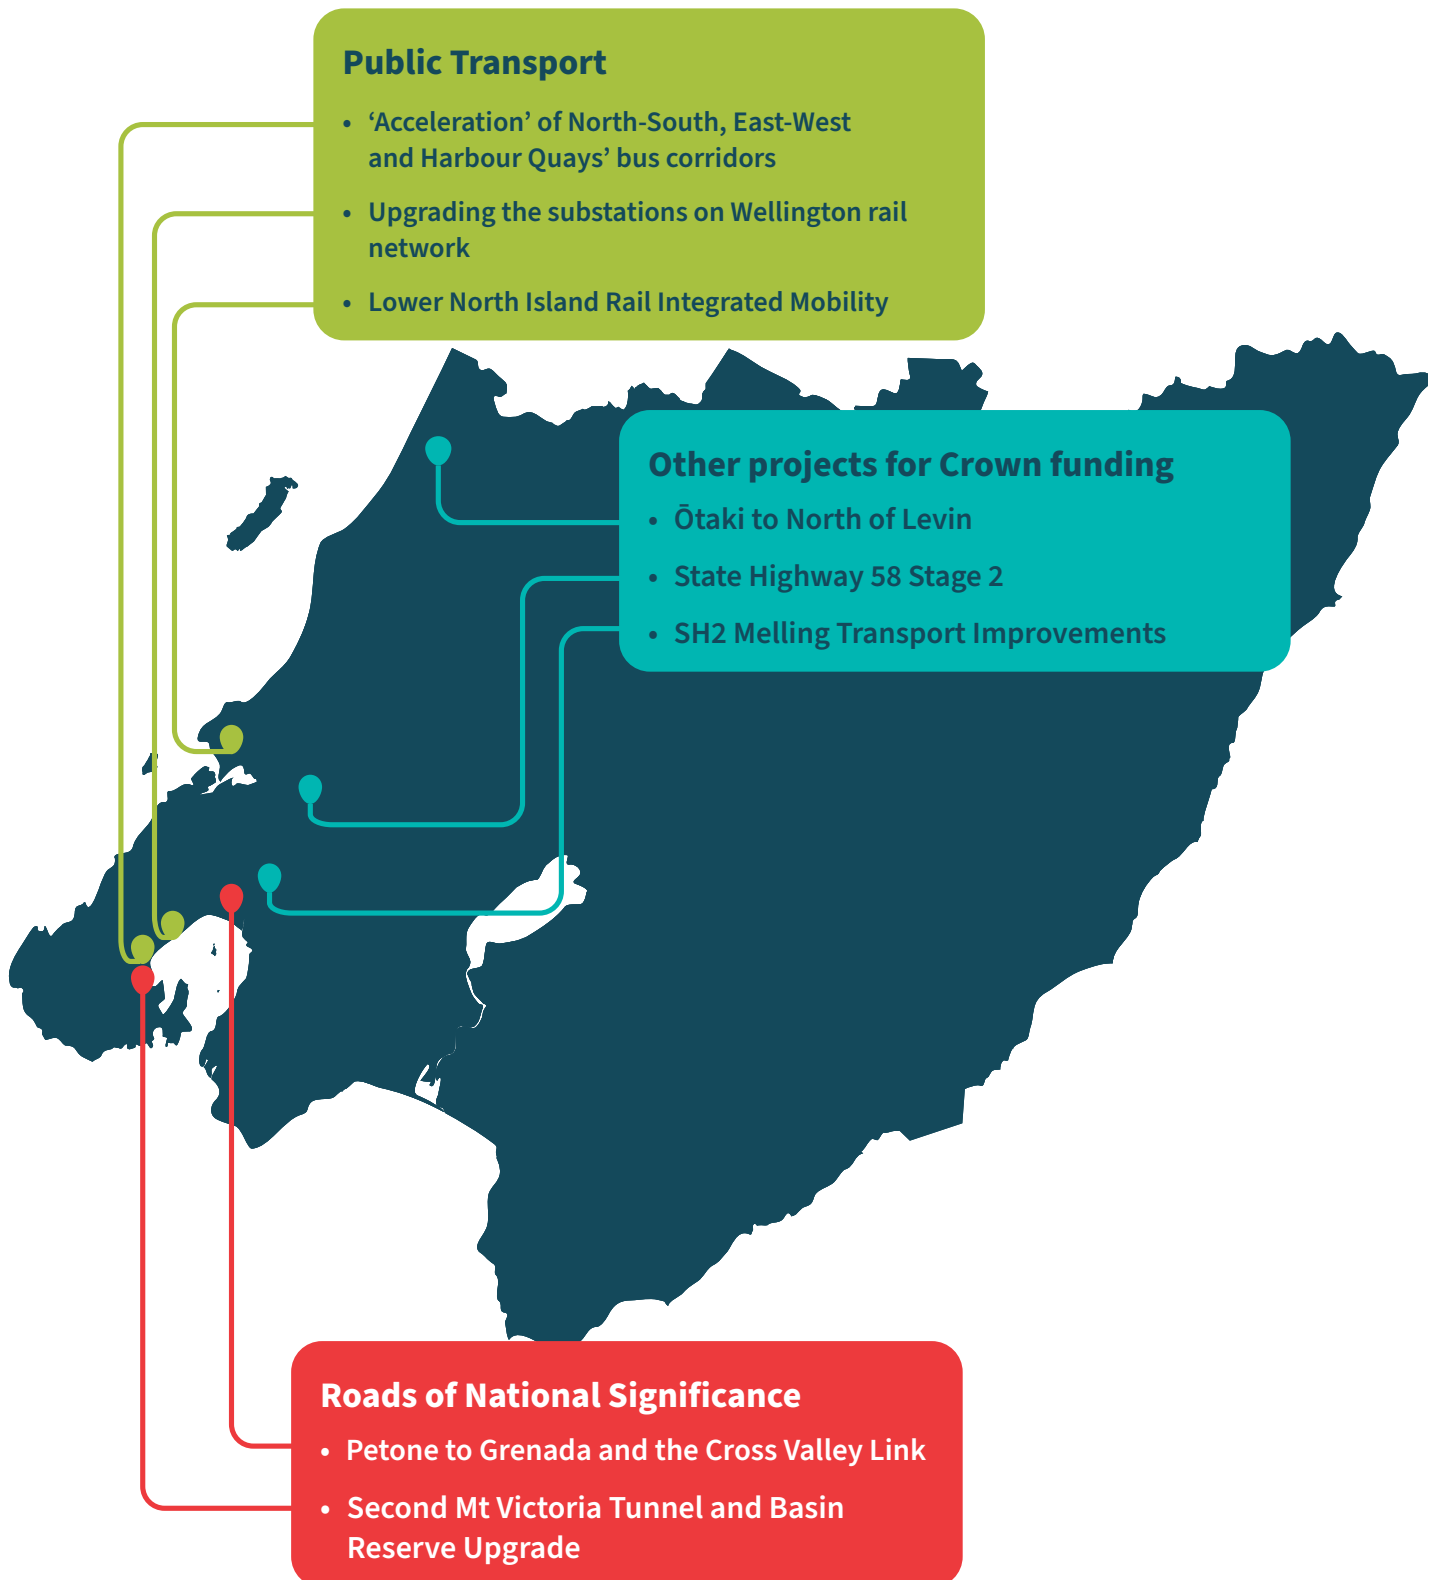 Public Transport
• ‘Acceleration’ of North-South, East-West
and Harbour Quays’ bus corridors
• Upgrading the substations on Wellington rail
network
• Lower North Island Rail Integrated Mobility
Other projects for Crown funding
• Ōtaki to North of Levin
• State Highway 58 Stage 2
• SH2 Melling Transport Improvements
Roads of National Significance
• Petone to Grenada and the Cross Valley Link
• Second Mt Victoria Tunnel and Basin
Reserve Upgrade